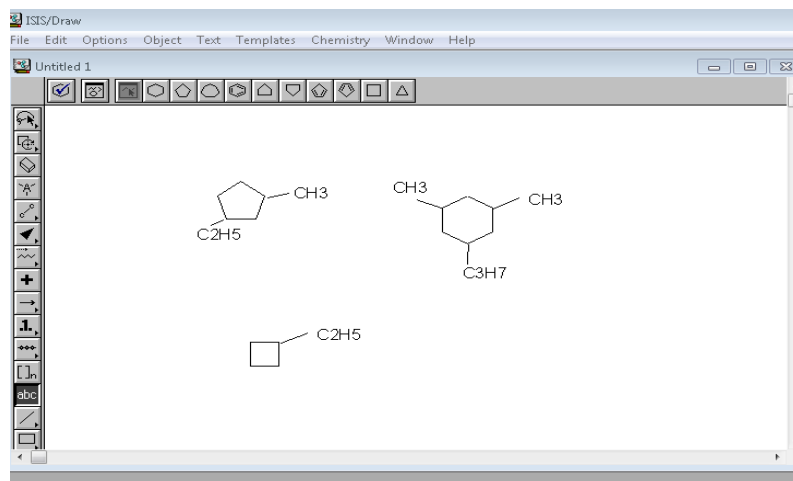 ISIS/Draw
File Edit Options Object Text Templates Chemistry Window Help
Untitled 1
A
.1.
[ ]n
abc
CH3
C2H5
CH3
CH3
C3H7
C2H5